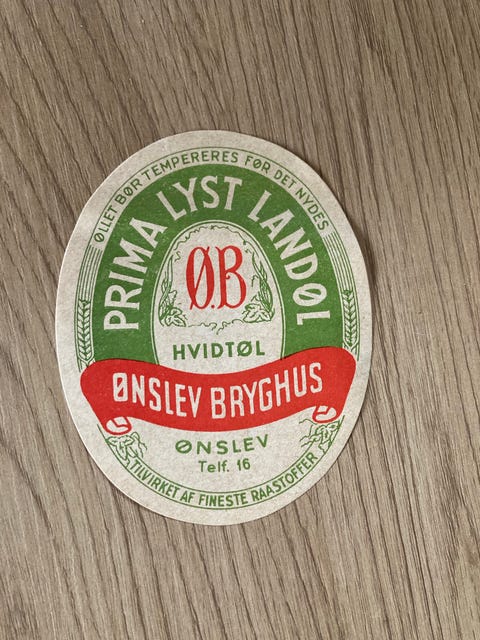 ØLLET BØR TEMPERERES FØR DET NYDES
PRIMA LYST LANDØL
Ø.B
HVIDTØL
ØNSLEV BRYGHUS
ØNSLEV
Telf. 16
TILVIRKET AF FINESTE RAASTOFFER